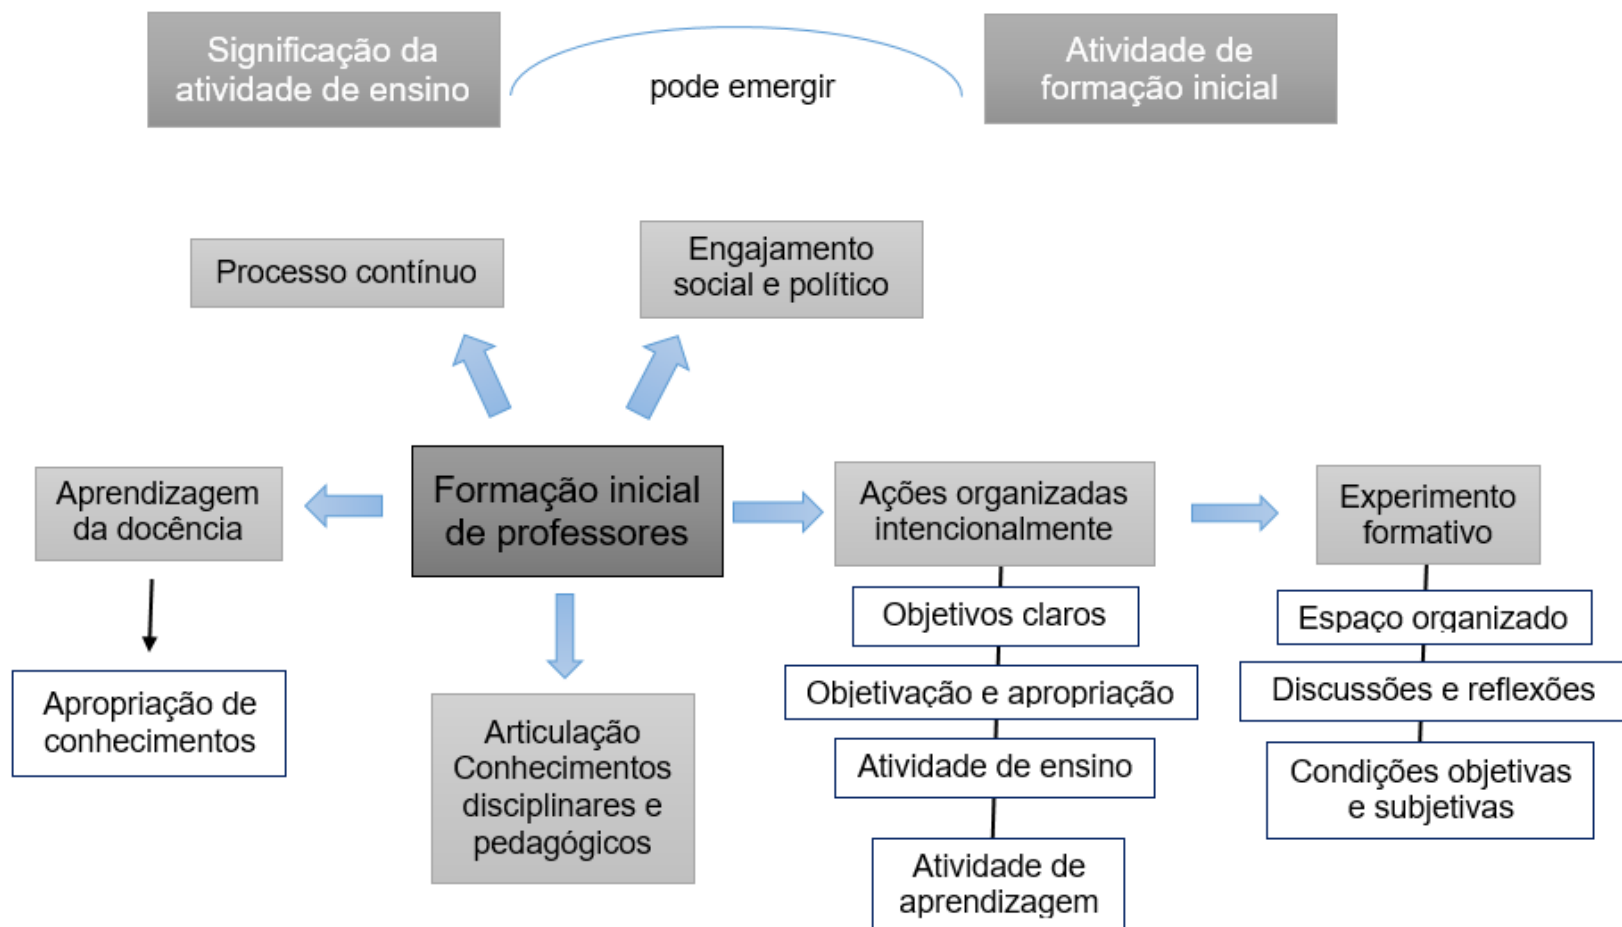 Significação da
atividade de ensino
pode emergir
Atividade de
formação inicial
Processo contínuo
Engajamento
social e político
Aprendizagem
da docência
Formação inicial
de professores
Ações organizadas
intencionalmente
Experimento
formativo
Apropriação de
conhecimentos
Articulação
Conhecimentos
disciplinares e
pedagógicos
Objetivos claros
Objetivação e apropriação
Atividade de ensino
Atividade de
aprendizagem
Espaço organizado
Discussões e reflexões
Condições objetivas
e subjetivas